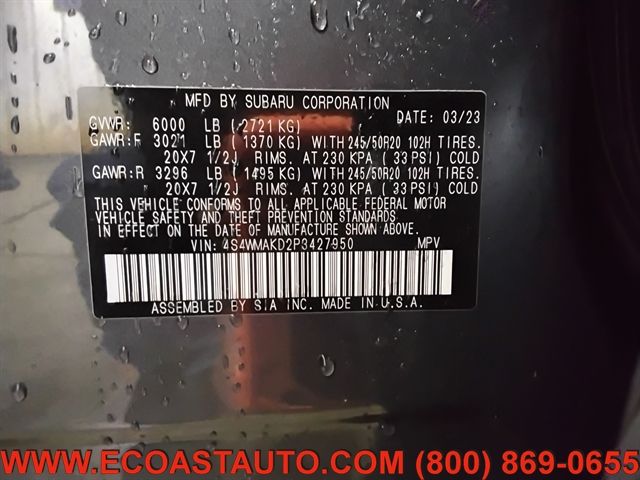 MFD BY SUBARU CORPORATION
DATE: 03/23
GVWR: 6000 LB (2721 KG)
GAWR:F 3021 LB (1370 KG) WITH 245/50R20 102H TIRES.
20X7 1/2J RIMS. AT 230 KPA (33 PSI) COLD
GAWR:R 3296 LB (1495 KG) WITH 245/50R20 102H TIRES.
20X7 1/2J RIMS. AT 230 KPA (33 PSI) COLD
THIS VEHICLE CONFORMS TO ALL APPLICABLE FEDERAL MOTOR
VEHICLE SAFETY AND THEFT PREVENTION STANDARDS
IN EFFECT ON THE DATE OF MANUFACTURE SHOWN ABOVE.
VIN: 4S4WMAKD2P3427950 MPV
ASSEMBLED BY SIA INC. MADE IN U.S.A.
WWW.ECOASTAUTO.COM (800) 869-0655